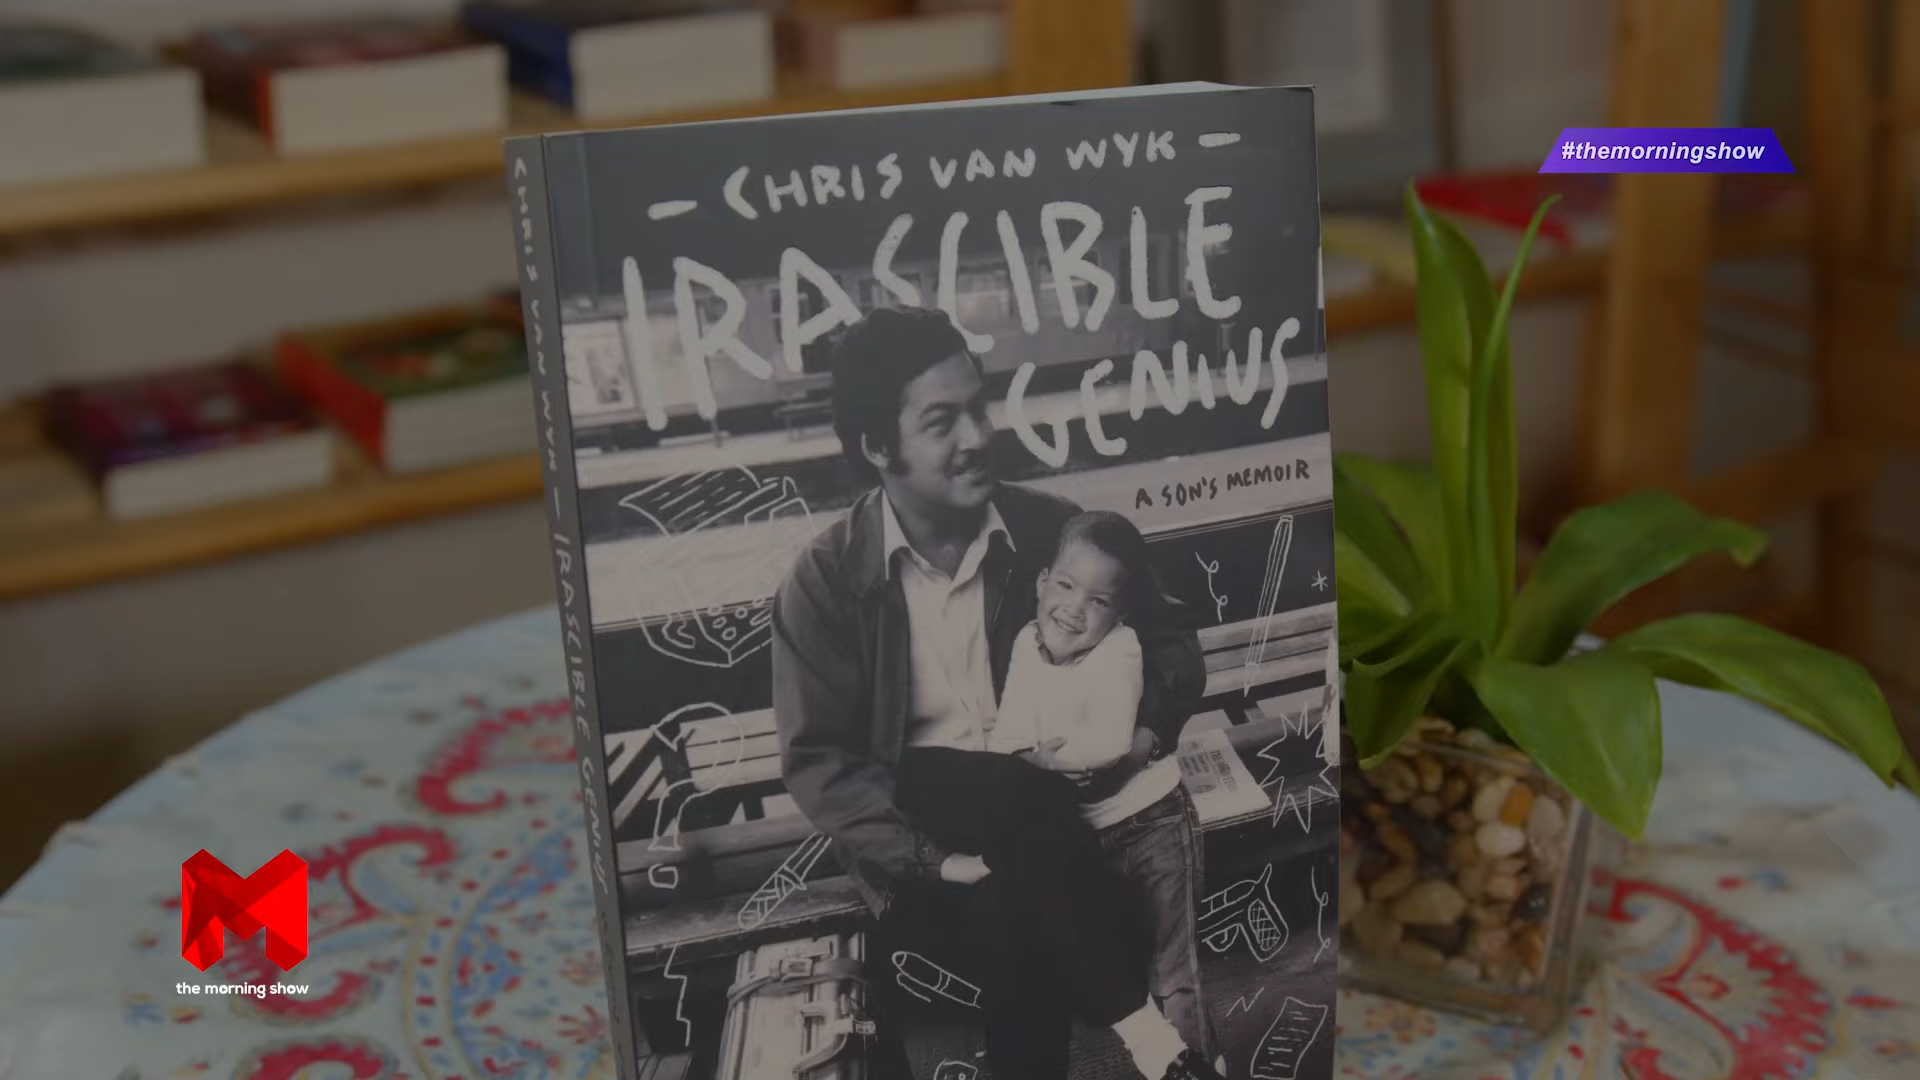 #themorningshow
— CHRIS VAN WYK —
IRASCIBLE
GENIUS
A SON'S MEMOIR
CHRIS VAN WYK — IRASCIBLE GENIUS
the morning show